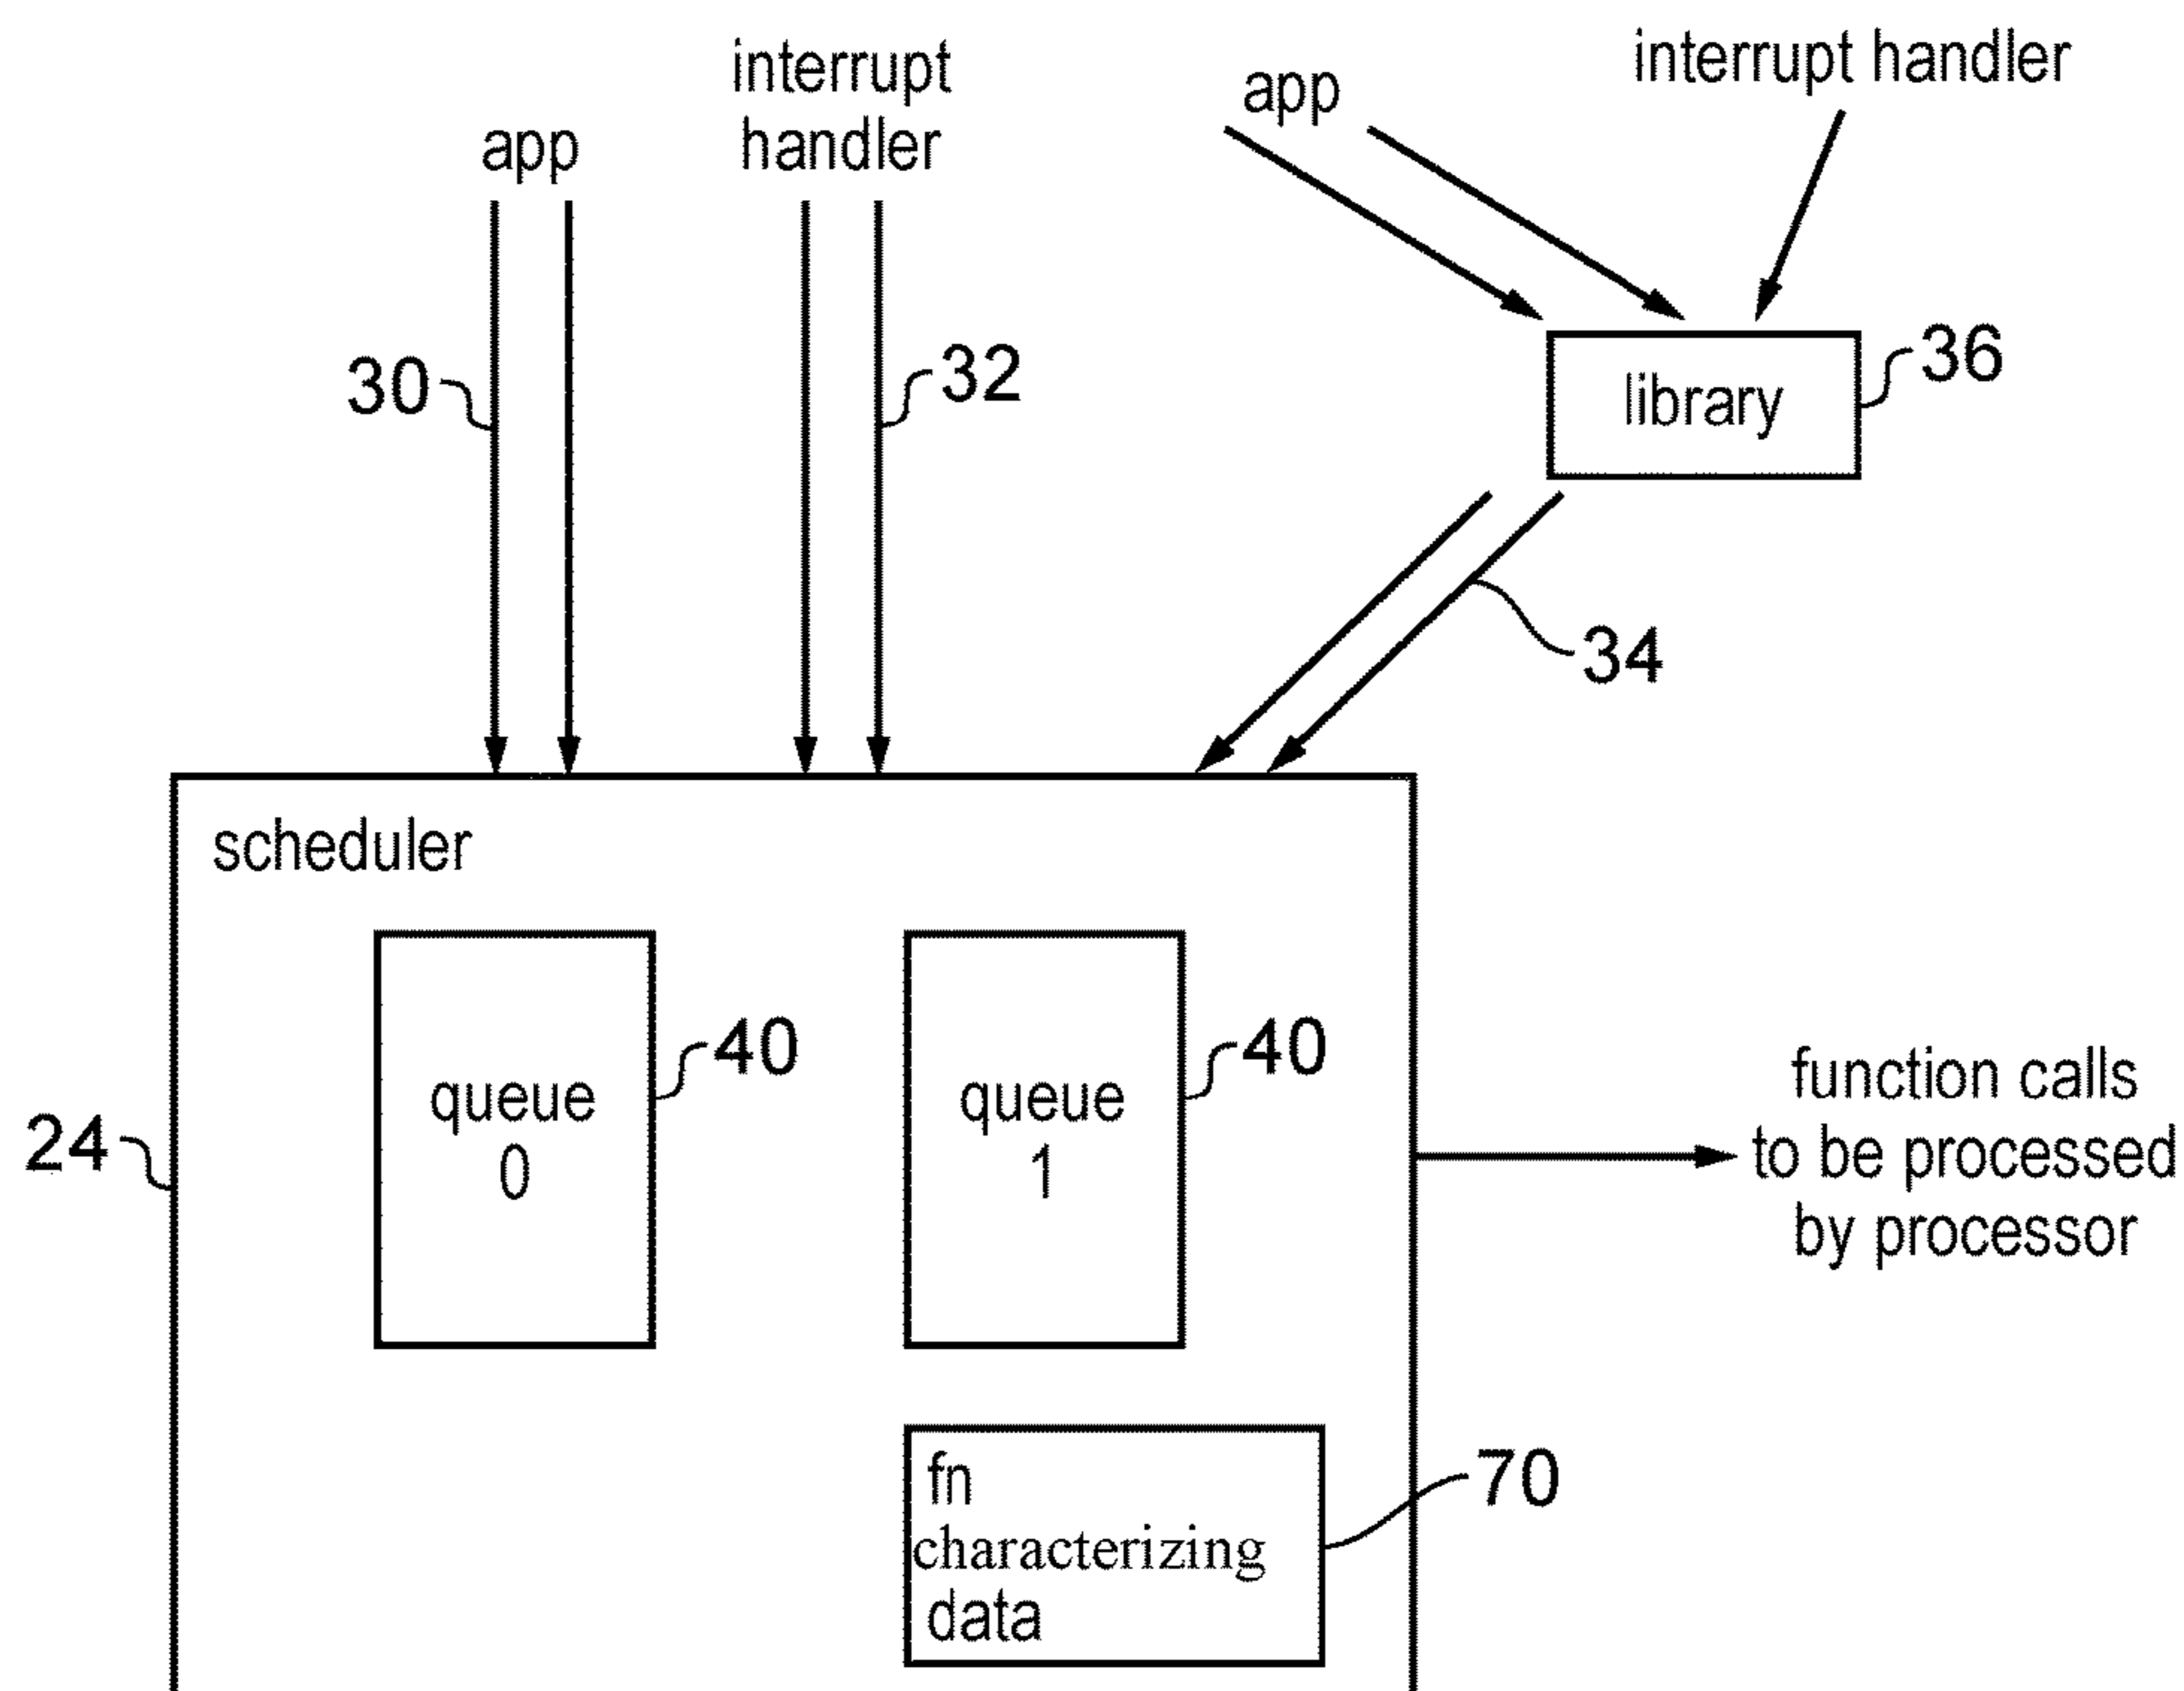 interrupt
handler
app
app
interrupt handler
30
32
library
36
34
scheduler
queue
0
40
queue
1
40
24
function calls
to be processed
by processor
fn
characterizing
data
70